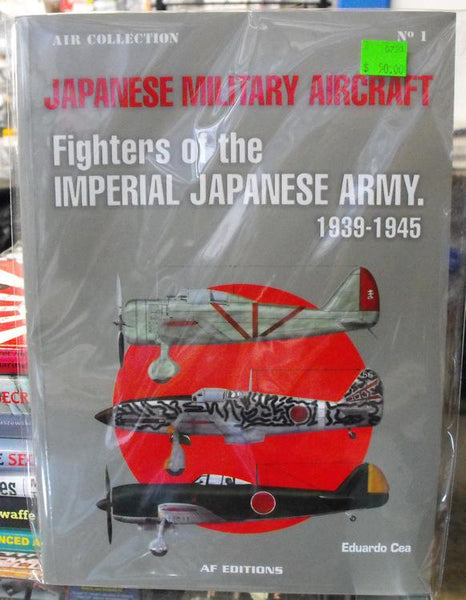 AIR COLLECTION
Nº 1
$ 50.00
JAPANESE MILITARY AIRCRAFT
Fighters of the
IMPERIAL JAPANESE ARMY.
1939-1945
Eduardo Cea
AF EDITIONS